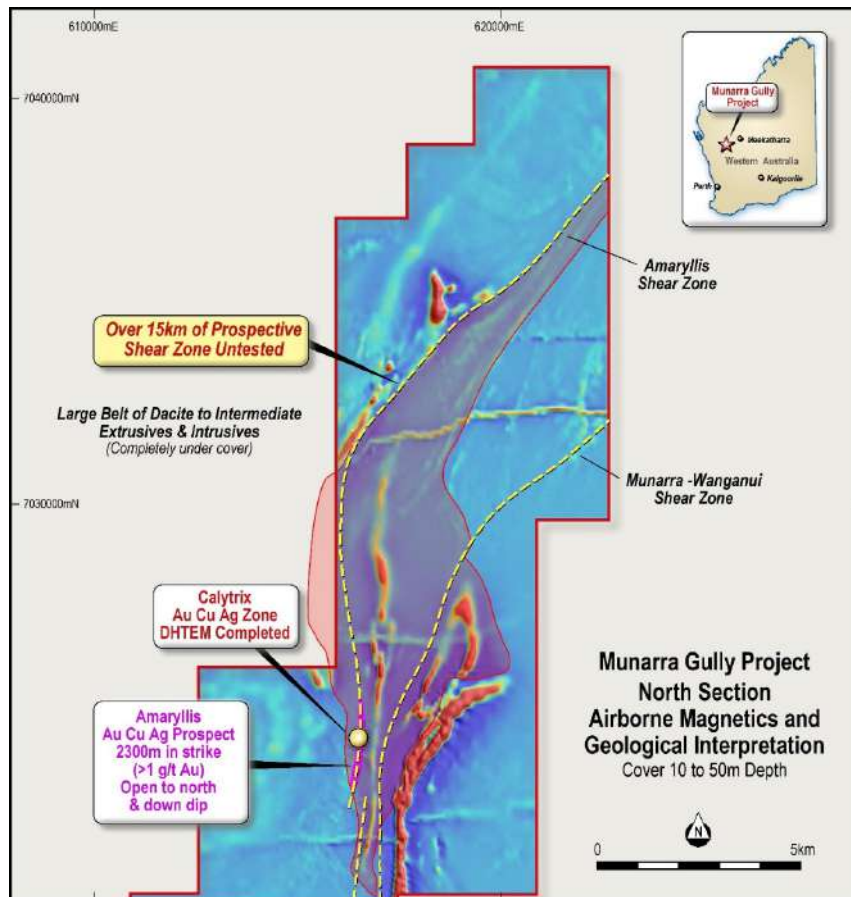 610000mE
620000mE
7040000mN
Munarra Gully
Project
Meekatharra
Western Australia
Perth
Kalgoorlie
Amaryllis
Shear Zone
Over 15km of Prospective
Shear Zone Untested
Large Belt of Dacite to Intermediate
Extrusives & Intrusives
(Completely under cover)
Munarra -Wanganui
Shear Zone
7030000mN
Calytrix
Au Cu Ag Zone
DHTEM Completed
Amaryllis
Au Cu Ag Prospect
2300m in strike
(>1 g/t Au)
Open to north
& down dip
Munarra Gully Project
North Section
Airborne Magnetics and
Geological Interpretation
Cover 10 to 50m Depth
N
0
5km